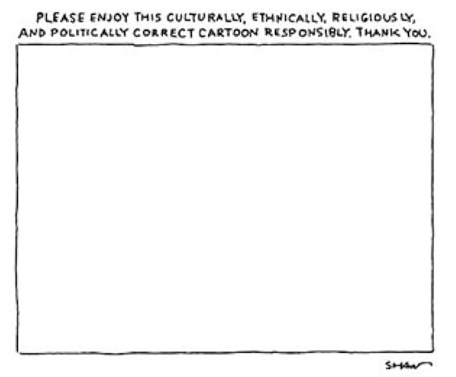 PLEASE ENJOY THIS CULTURALLY, ETHNICALLY, RELIGIOUSLY,
AND POLITICALLY CORRECT CARTOON RESPONSIBLY. THANK YOU.
SHAW